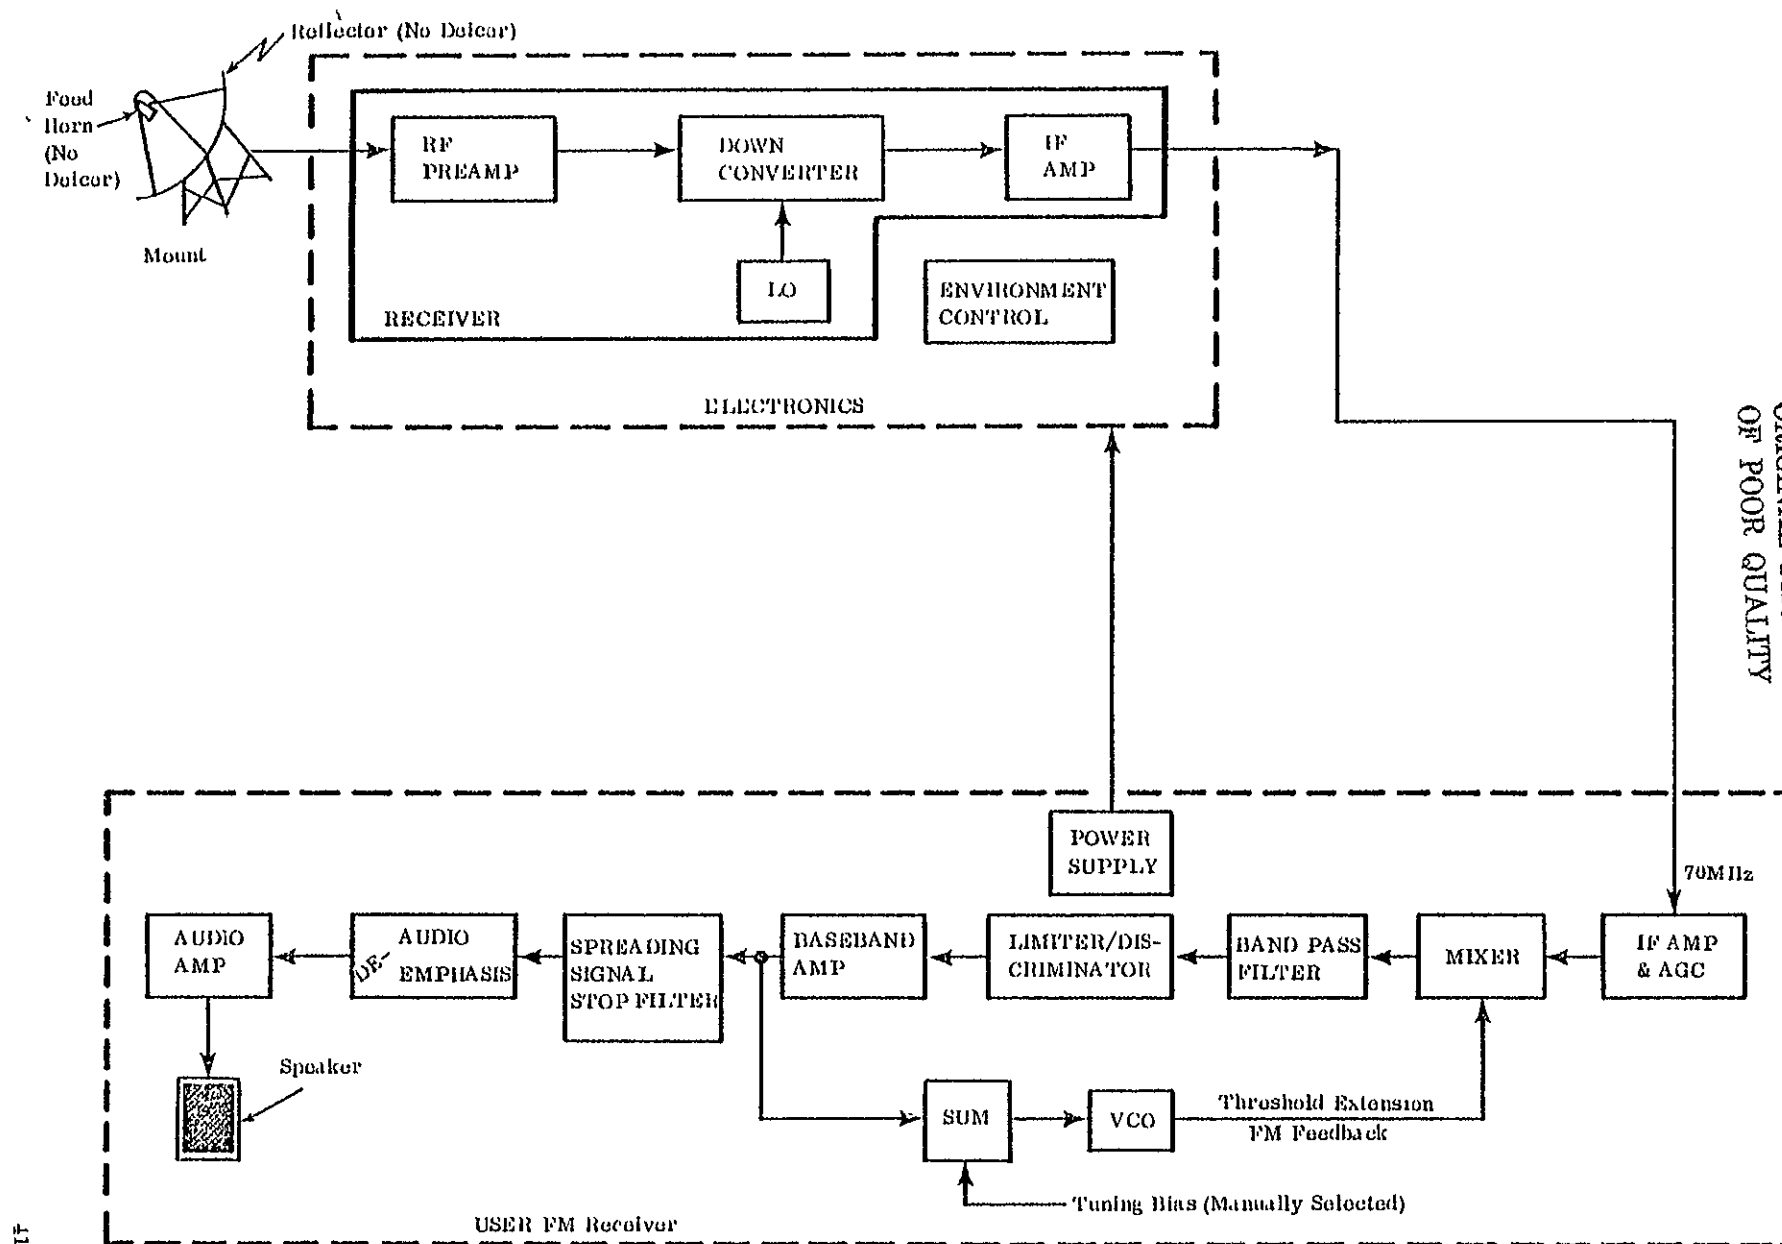 Reflector (No Deicer)
Feed
Horn
(No
Deicer)
Mount
RF
PREAMP
DOWN
CONVERTER
IF
AMP
LO
RECEIVER
ENVIRONMENT
CONTROL
ELECTRONICS
OF POOR QUALITY
POWER
SUPPLY
70MHz
AUDIO
AMP
AUDIO
DE-EMPHASIS
SPREADING
SIGNAL
STOP FILTER
BASEBAND
AMP
LIMITER/DIS-
CRIMINATOR
BAND PASS
FILTER
MIXER
IF AMP
& AGC
Speaker
SUM
VCO
Threshold Extension
FM Feedback
Tuning Bias (Manually Selected)
USER FM Receiver